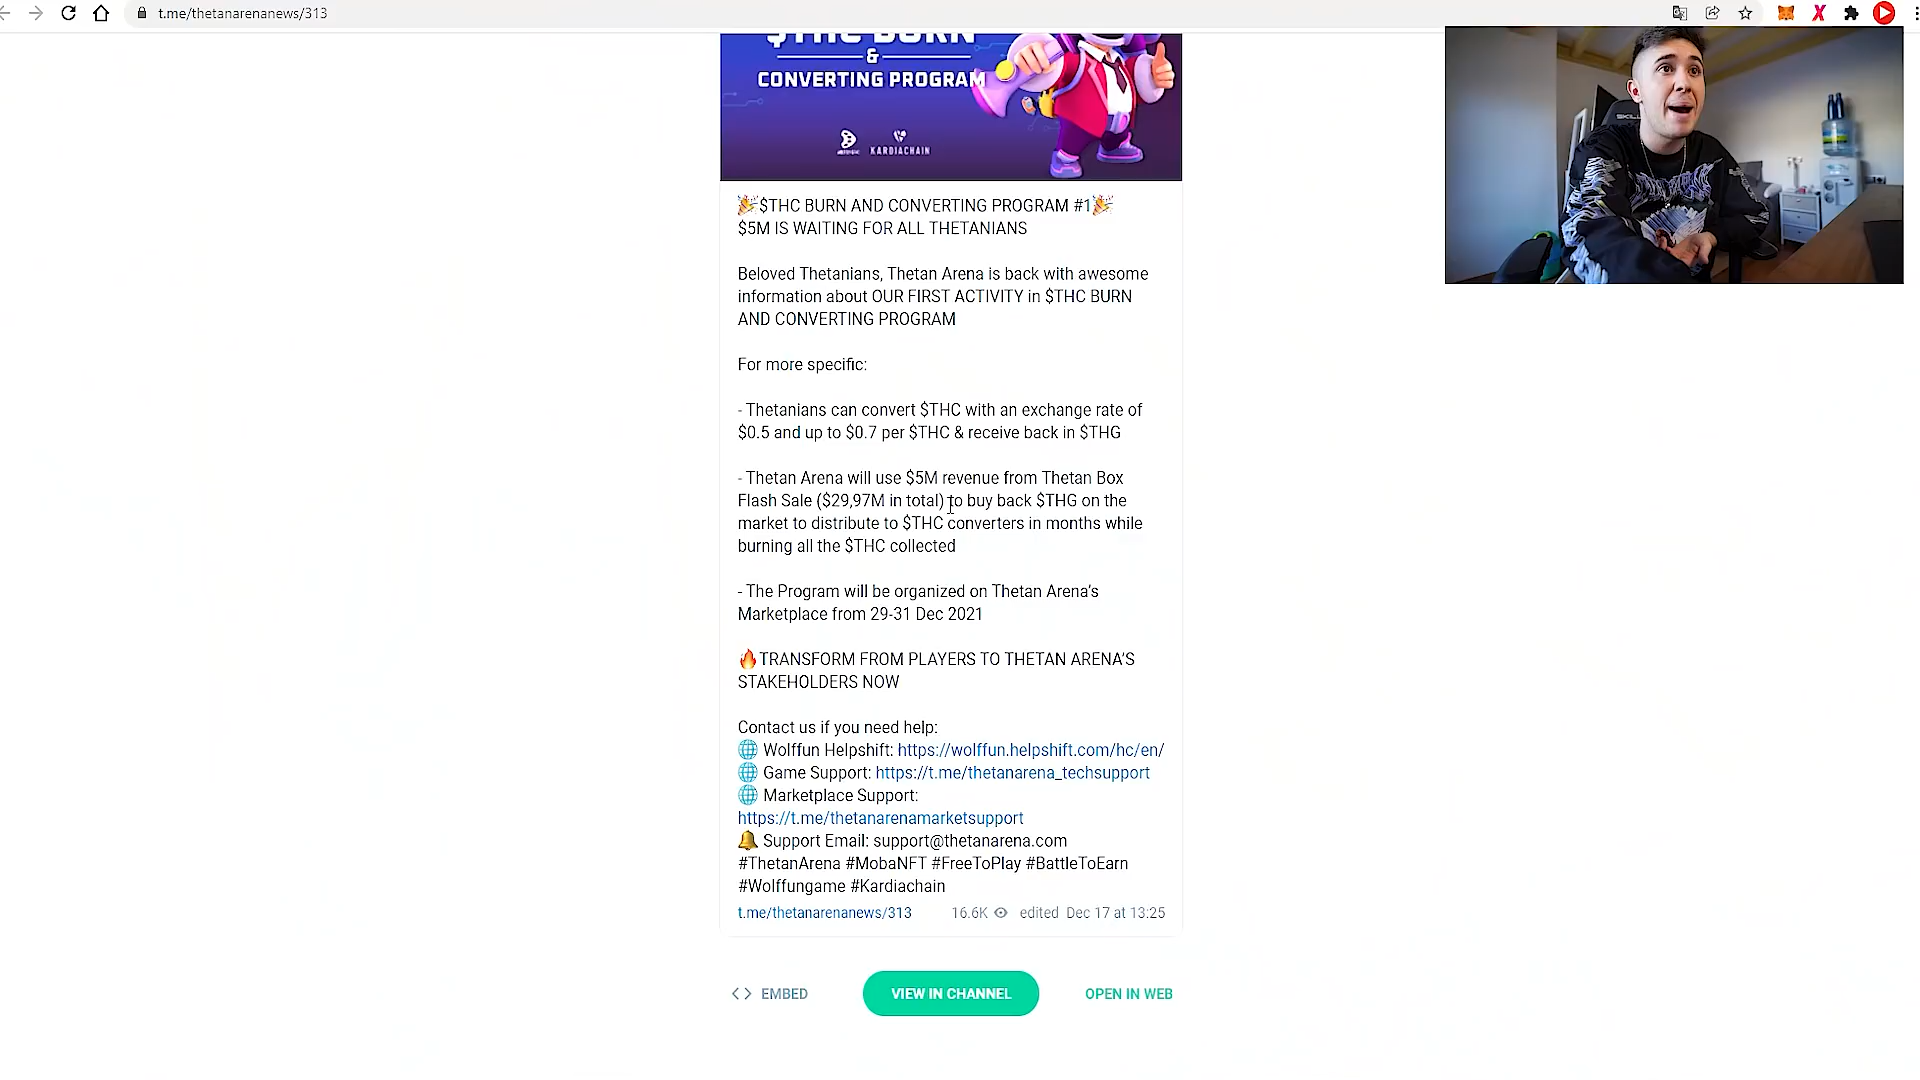 t.me/thetanarenanews/313
$THC BURN
&
CONVERTING PROGRAM
KARDIACHAIN
🎉$THC BURN AND CONVERTING PROGRAM #1🎉
$5M IS WAITING FOR ALL THETANIANS
Beloved Thetanians, Thetan Arena is back with awesome
information about OUR FIRST ACTIVITY in $THC BURN
AND CONVERTING PROGRAM
For more specific:
- Thetanians can convert $THC with an exchange rate of
$0.5 and up to $0.7 per $THC & receive back in $THG
- Thetan Arena will use $5M revenue from Thetan Box
Flash Sale ($29,97M in total) to buy back $THG on the
market to distribute to $THC converters in months while
burning all the $THC collected
- The Program will be organized on Thetan Arena’s
Marketplace from 29-31 Dec 2021
🔥TRANSFORM FROM PLAYERS TO THETAN ARENA’S
STAKEHOLDERS NOW
Contact us if you need help:
🌐 Wolffun Helpshift: https://wolffun.helpshift.com/hc/en/
🌐 Game Support: https://t.me/thetanarena_techsupport
🌐 Marketplace Support:
https://t.me/thetanarenamarketsupport
🔔 Support Email: support@thetanarena.com
#ThetanArena #MobaNFT #FreeToPlay #BattleToEarn
#Wolffungame #Kardiachain
t.me/thetanarenanews/313 16.6K edited Dec 17 at 13:25
<> EMBED VIEW IN CHANNEL OPEN IN WEB